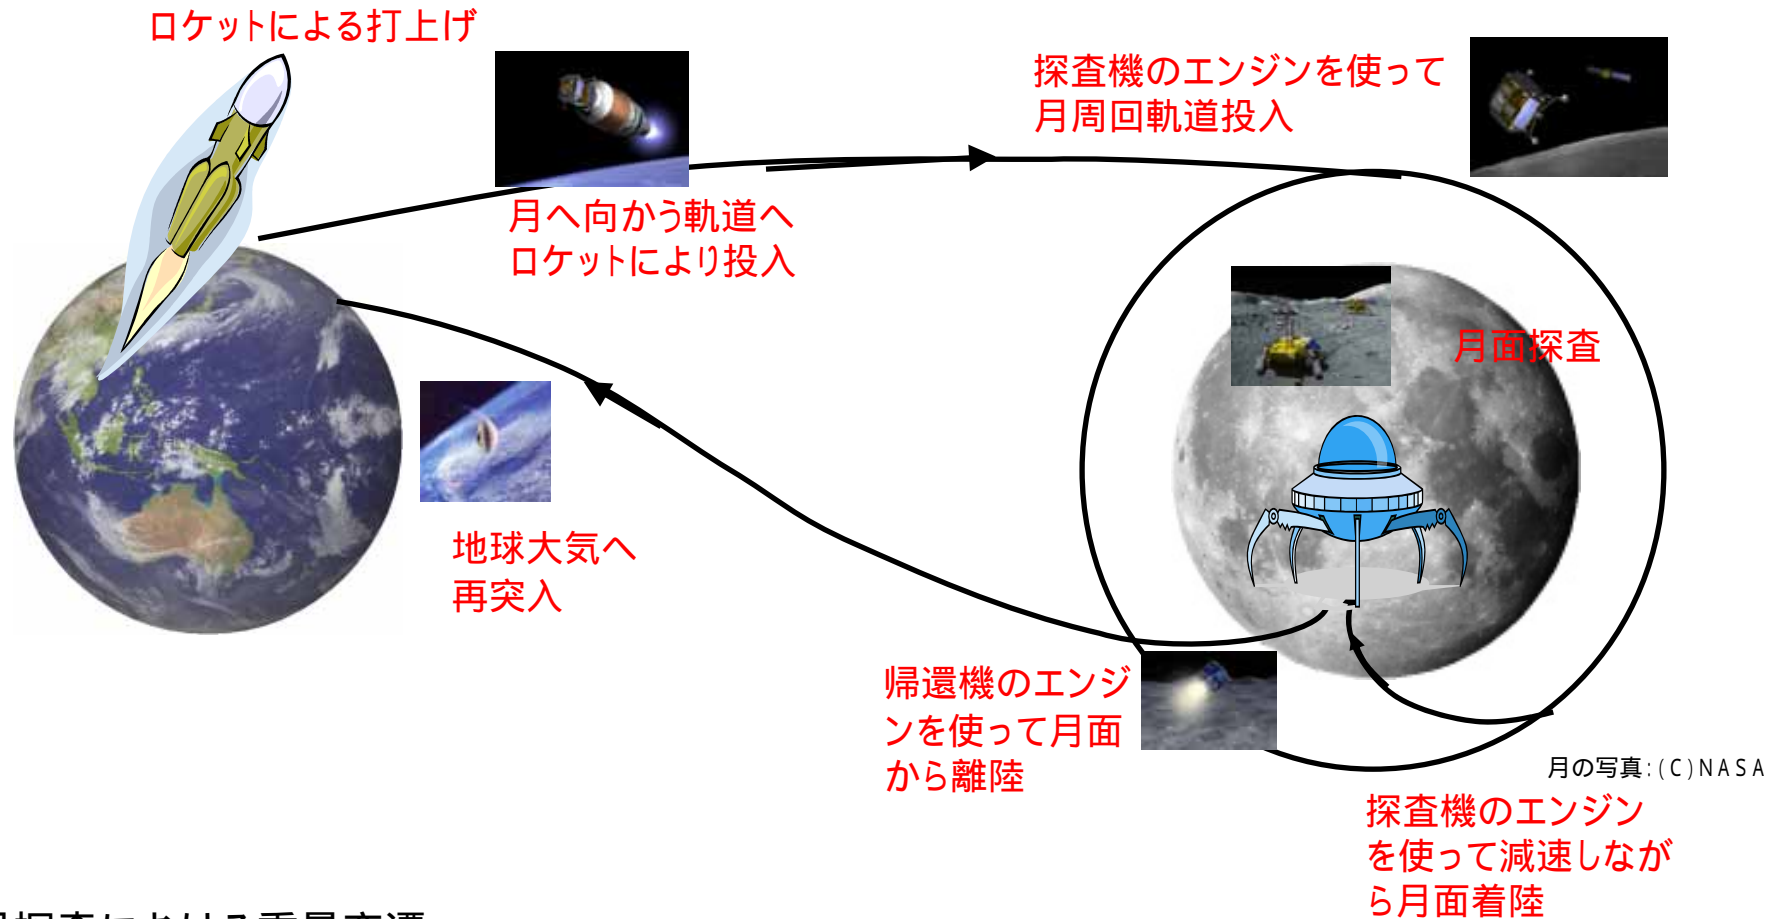 ロケットによる打上げ
探査機のエンジンを使って
月周回軌道投入
月へ向かう軌道へ
ロケットにより投入
月面探査
地球大気へ
再突入
帰還機のエンジ
ンを使って月面
から離陸
月の写真:(C)NASA
探査機のエンジン
を使って減速しなが
ら月面着陸